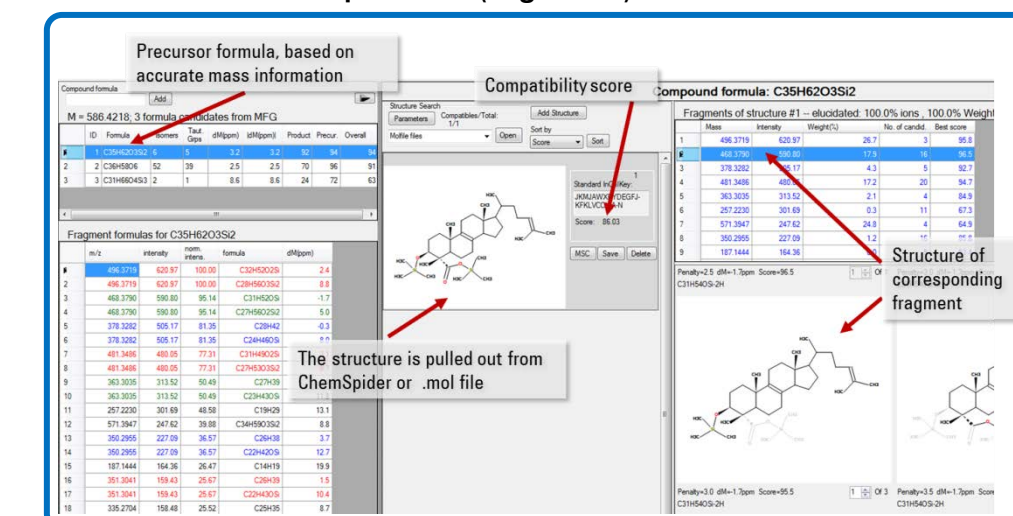 Precursor formula, based on
accurate mass information
Compatibility score
Compound formula: C35H62O3Si2
Compound formula
Add
M = 586.4218; 3 formula candidates from MFG
ID Formula Isomers Taut. Grps dM(ppm) |dM(ppm)| Product Precur. Overall
1 C35H62O3Si2 6 5 3.2 3.2 92 94 94
2 C36H58O6 52 39 2.5 2.5 70 96 91
3 C31H66O4Si3 2 1 8.6 8.6 24 72 63
Fragment formulas for C35H62O3Si2
m/z intensity norm. intens. formula dM(ppm)
496.3719 620.97 100.00 C32H52O2Si 2.4
2 496.3719 620.97 100.00 C28H56O3Si2 8.8
3 468.3790 590.80 95.14 C31H52OSi -1.7
4 468.3790 590.80 95.14 C27H56O2Si2 5.0
5 378.3282 505.17 81.35 C28H42 -0.3
6 378.3282 505.17 81.35 C24H46OSi
7 481.3486 480.05 77.31 C31H49O2Si
8 481.3486 480.05 77.31 C27H53O3Si2
9 363.3035 313.52 50.49 C27H39
10 363.3035 313.52 50.49 C23H43OSi
11 257.2230 301.69 48.58 C19H29 13.1
12 571.3947 247.62 39.88 C34H59O3Si2 8.8
13 350.2955 227.09 36.57 C26H38 3.7
14 350.2955 227.09 36.57 C22H42OSi 12.7
15 187.1444 164.36 26.47 C14H19 19.9
16 351.3041 159.43 25.67 C26H39 1.5
17 351.3041 159.43 25.67 C22H43OSi 10.4
18 335.2704 158.48 25.52 C25H35 8.7
Structure Search
Parameters Compatibles/Total: 1/1 Add Structure
Molfile files Open Sort by Score Sort
1
Standard InChIKey:
Score: 86.03
MSC Save Delete
The structure is pulled out from
ChemSpider or .mol file
Fragments of structure #1 -- elucidated: 100.0% ions , 100.0% Weight
Mass Intensity Weight(%) No. of candid. Best score
1 496.3719 620.97 26.7 3 95.8
468.3790 590.80 17.9 16 96.5
3 378.3282 4.3 5 92.7
4 481.3486 17.2 20 94.7
5 363.3035 313.52 2.1 4 84.9
6 257.2230 301.69 0.3 11 67.3
7 571.3947 247.62 24.8 4 64.9
8 350.2955 227.09 1.2
187.1444 164.36
Structure of
corresponding
fragment
Penalty=2.5 dM=-1.7ppm Score=96.5 1
C31H54OSi-2H
Penalty=3.0 dM=-1.7ppm Score=95.5 1 Of 3 Penalty=3.5 dM=-1.7ppm
C31H54OSi-2H C31H54OSi-2H